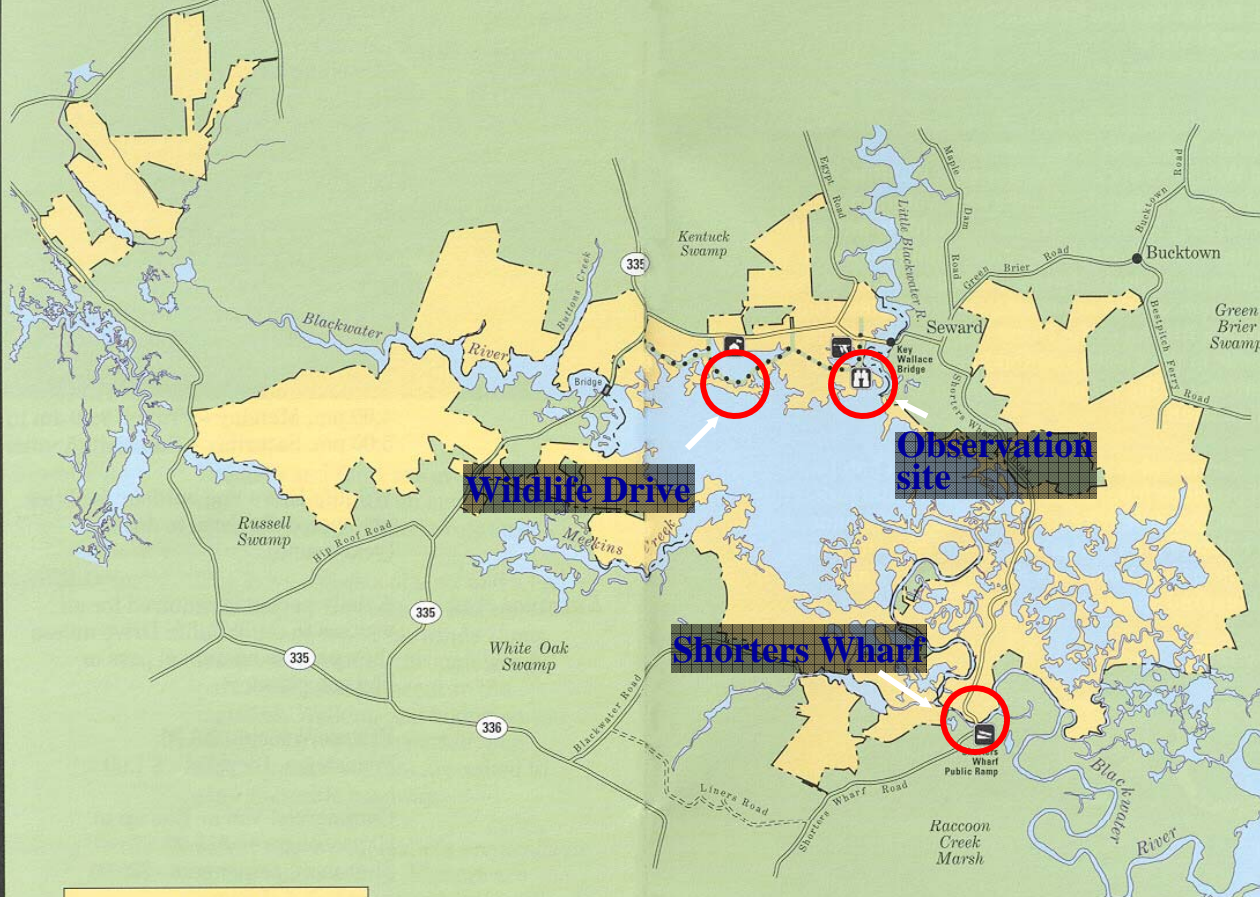 Egypt
Road
Maple
Dam
Road
Little Blackwater R.
Bucktown
Road
Kentuck
Swamp
335
Buttons Creek
Green Brier Road
Bucktown
Green
Brier
Swamp
Bestpitch Ferry Road
Blackwater
River
Seward
Key
Wallace
Bridge
Bridge
Shorters
Observation
site
Wildlife Drive
Russell
Swamp
Hip Roof Road
Meekins
Creek
335
335
White Oak
Swamp
Shorters Wharf
336
Blackwater Road
Wharf
Public Ramp
Liners Road
Shorters Wharf Road
Raccoon
Creek
Marsh
Blackwater
River